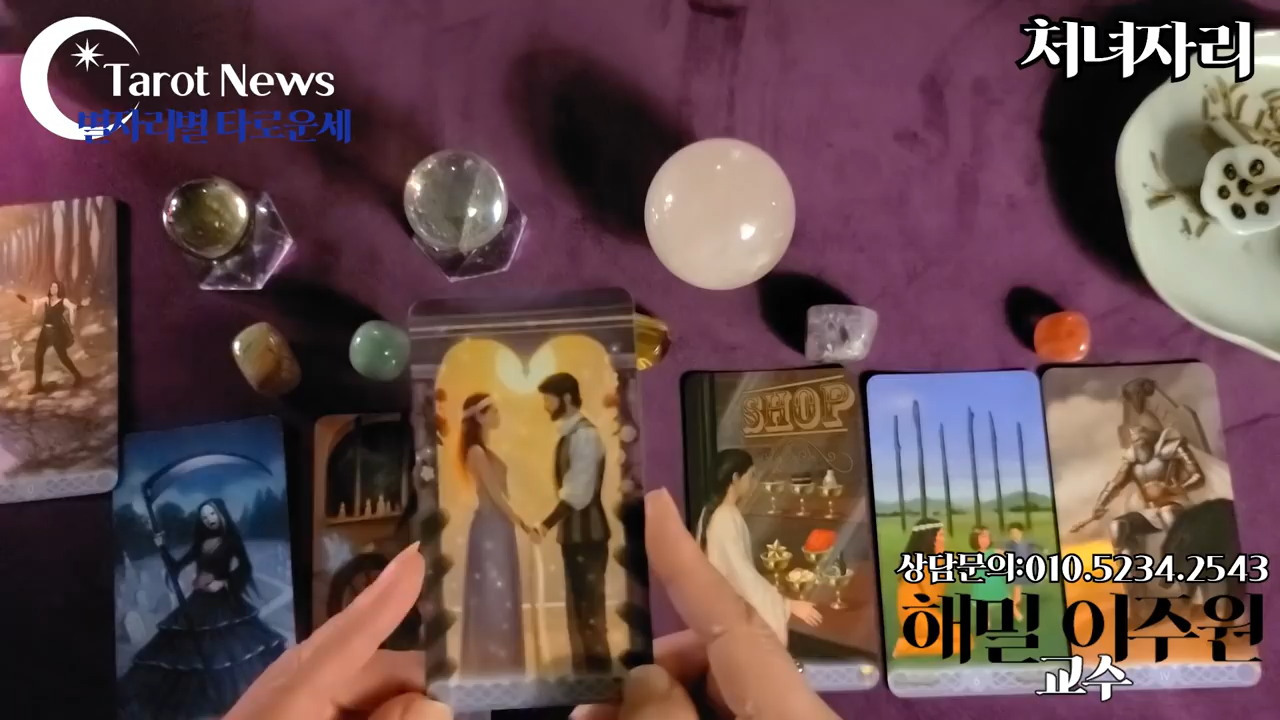 Tarot News
별자리별 타로운세
처녀자리
SHOP
상담문의:010.5234.2543
해밀 이주원
교수
IV